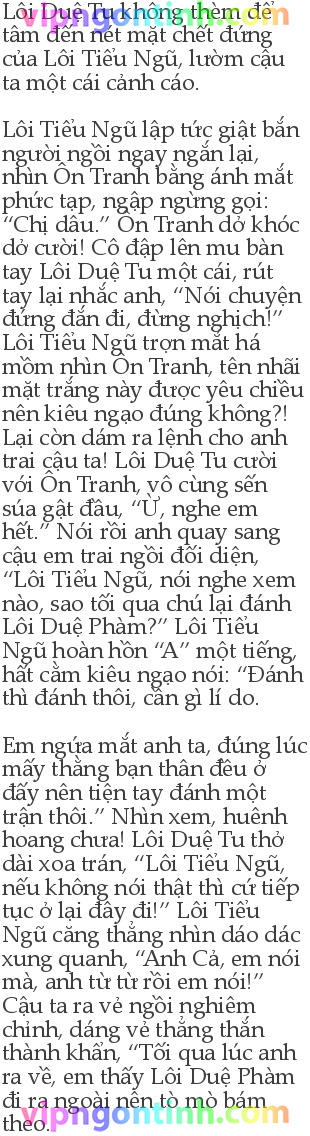 Lôi Duệ Tu không thèm để
vipngontinh.com
tâm đến nét mặt chết đứng
của Lôi Tiểu Ngũ, lườm cậu
ta một cái cảnh cáo.
Lôi Tiểu Ngũ lập tức giật bắn
người ngồi ngay ngắn lại,
nhìn Ôn Tranh bằng ánh mắt
phức tạp, ngập ngừng gọi:
“Chị dâu.” Ôn Tranh dở khóc
dở cười! Cô đập lên mu bàn
tay Lôi Duệ Tu một cái, rút
tay lại nhắc anh, “Nói chuyện
đứng đắn đi, đừng nghịch!”
Lôi Tiểu Ngũ trợn mắt há
mồm nhìn Ôn Tranh, tên nhãi
mặt trắng này được yêu chiều
nên kiêu ngạo đúng không?!
Lại còn dám ra lệnh cho anh
trai cậu ta! Lôi Duệ Tu cười
với Ôn Tranh, vô cùng sến
súa gật đầu, “Ừ, nghe em
hết.” Nói rồi anh quay sang
cậu em trai ngồi đối diện,
“Lôi Tiểu Ngũ, nói nghe xem
nào, sao tối qua chú lại đánh
Lôi Duệ Phàm?” Lôi Tiểu
Ngũ hoàn hồn “A” một tiếng,
hất cằm kiêu ngạo nói: “Đánh
thì đánh thôi, cần gì lí do.
Em ngứa mắt anh ta, đúng lúc
mấy thằng bạn thân đều ở
đấy nên tiện tay đánh một
trận thôi.” Nhìn xem, huênh
hoang chưa! Lôi Duệ Tu thở
dài xoa trán, “Lôi Tiểu Ngũ,
nếu không nói thật thì cứ tiếp
tục ở lại đây đi!” Lôi Tiểu
Ngũ căng thẳng nhìn dáo dác
xung quanh, “Anh Cả, em nói
mà, anh từ từ rồi em nói!”
Cậu ta ra vẻ ngồi nghiêm
chỉnh, dáng vẻ thẳng thắn
thành khẩn, “Tối qua lúc anh
ra về, em thấy Lôi Duệ Phàm
đi ra ngoài nên tò mò bám
vipngontinh.com
theo.